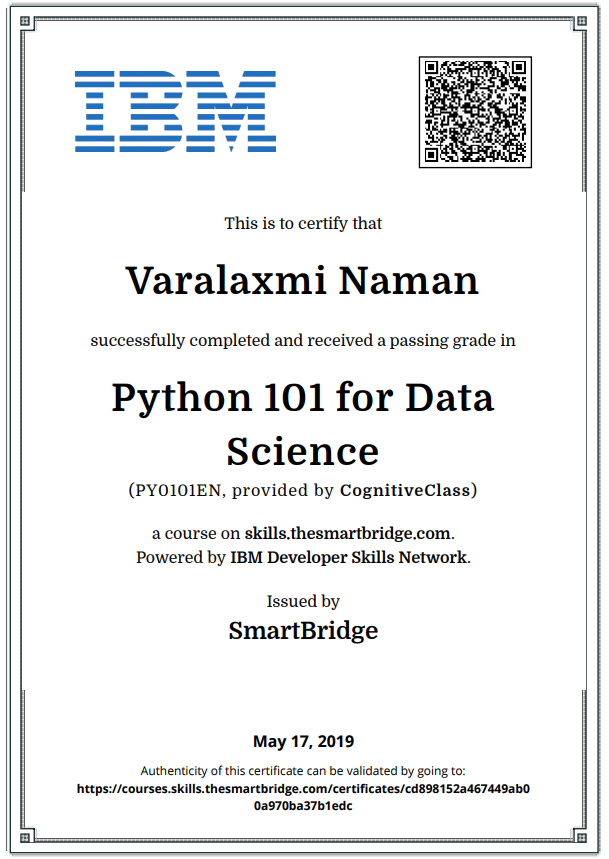 IBM
This is to certify that
Varalaxmi Naman
successfully completed and received a passing grade in
Python 101 for Data
Science
(PY0101EN, provided by CognitiveClass)
a course on skills.thesmartbridge.com.
Powered by IBM Developer Skills Network.
Issued by
SmartBridge
May 17, 2019
Authenticity of this certificate can be validated by going to:
https://courses.skills.thesmartbridge.com/certificates/cd898152a467449ab0
0a970ba37b1edc